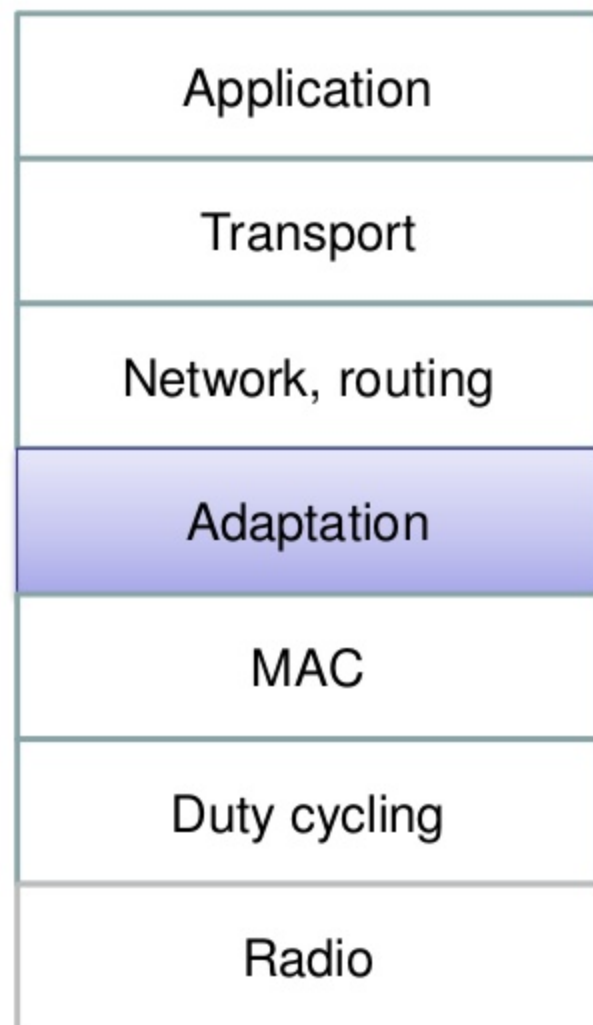 Application
Transport
Network, routing
Adaptation
MAC
Duty cycling
Radio